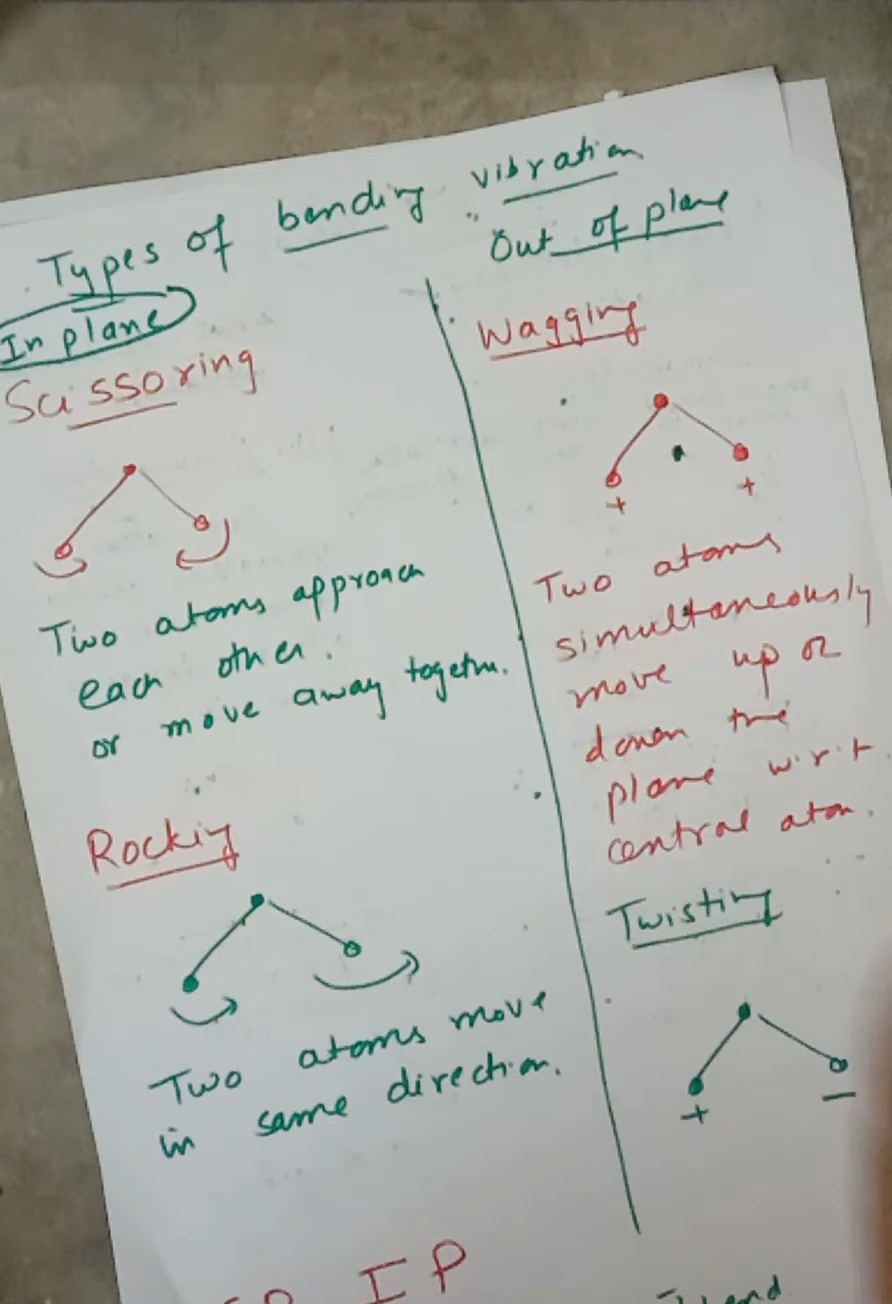 Types of bending vibration
In plane
Scissoring
Two atoms approach
each other.
or move away together.
Rocking
Two atoms move
in same direction.
Out of plane
Wagging
+ +
Two atoms
simultaneously
move up or
down the
plane w.r.t
central atom.
Twisting
+ −
IP